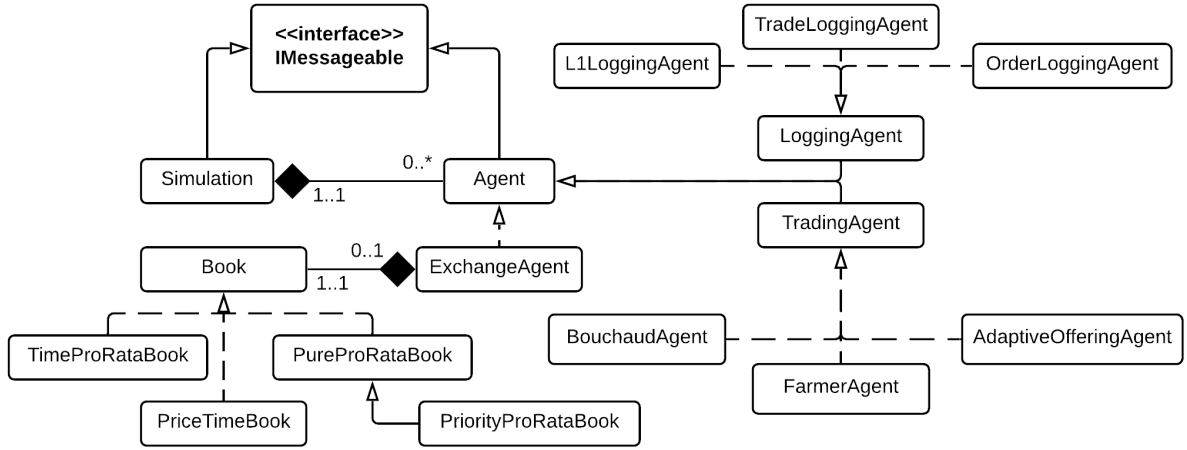 <<interface>>
IMessageable
TradeLoggingAgent
L1LoggingAgent
OrderLoggingAgent
LoggingAgent
Simulation
1..1
0..*
Agent
TradingAgent
Book
0..1
1..1
ExchangeAgent
TimeProRataBook
PureProRataBook
BouchaudAgent
AdaptiveOfferingAgent
FarmerAgent
PriceTimeBook
PriorityProRataBook